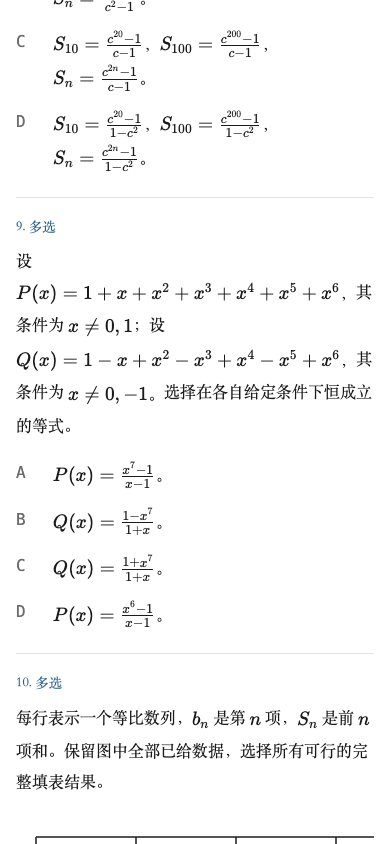 Sₙ = —/(c²−1)。
C S₁₀ = (c²⁰−1)/(c−1), S₁₀₀ = (c²⁰⁰−1)/(c−1),
Sₙ = (c²ⁿ−1)/(c−1)。
D S₁₀ = (c²⁰−1)/(1−c²), S₁₀₀ = (c²⁰⁰−1)/(1−c²),
Sₙ = (c²ⁿ−1)/(1−c²)。
9. 多选
设
P(x) = 1 + x + x² + x³ + x⁴ + x⁵ + x⁶，其
条件为 x ≠ 0, 1；设
Q(x) = 1 − x + x² − x³ + x⁴ − x⁵ + x⁶，其
条件为 x ≠ 0, −1。选择在各自给定条件下恒成立
的等式。
A P(x) = (x⁷−1)/(x−1)。
B Q(x) = (1−x⁷)/(1+x)。
C Q(x) = (1+x⁷)/(1+x)。
D P(x) = (x⁶−1)/(x−1)。
10. 多选
每行表示一个等比数列，bₙ 是第 n 项，Sₙ 是前 n
项和。保留图中全部已给数据，选择所有可行的完
整填表结果。